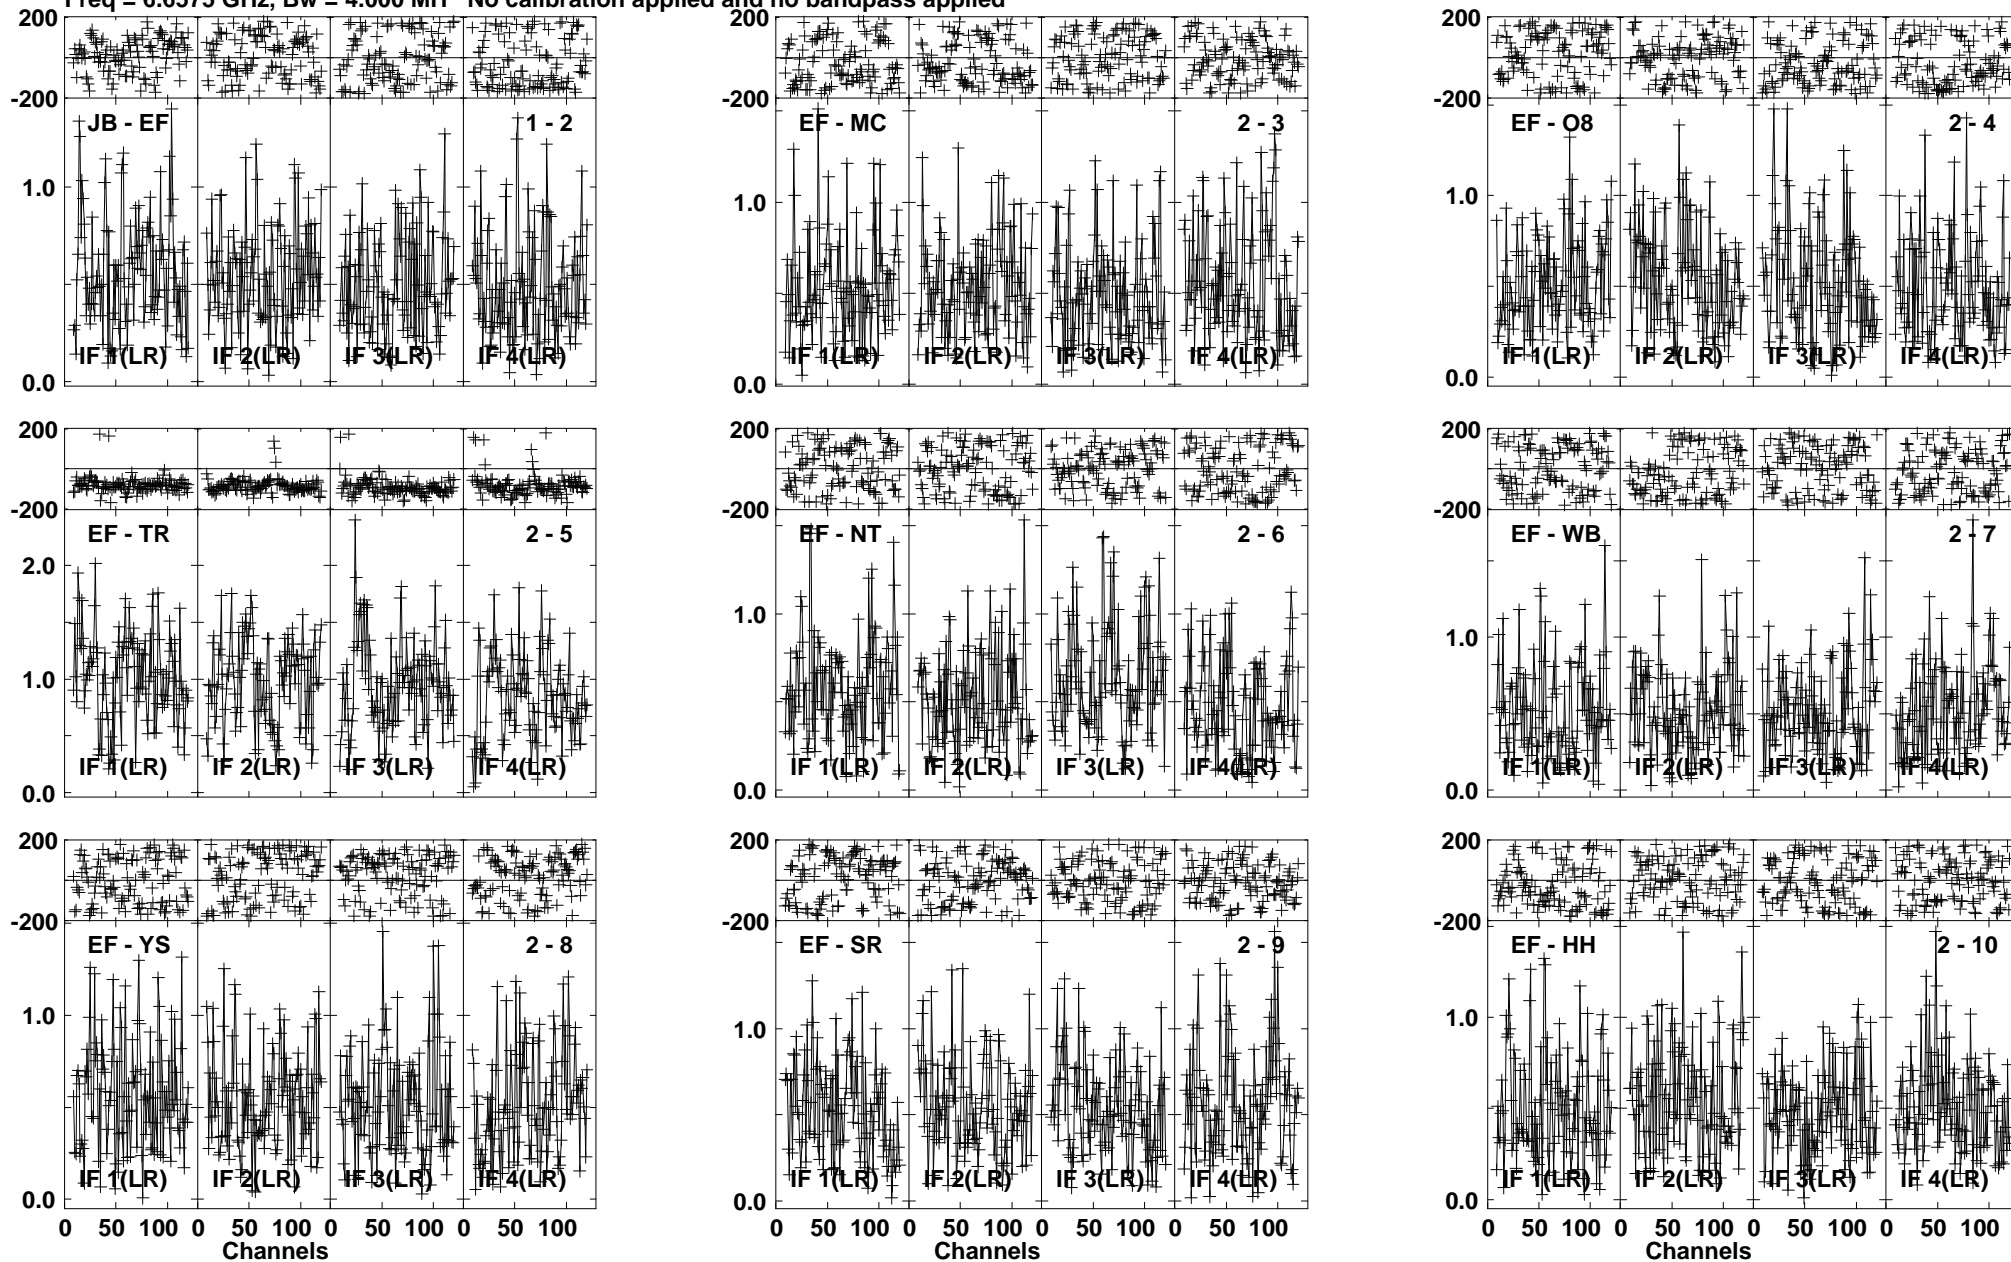 Freq = 6.6575 GHz, Bw = 4.000 MH No calibration applied and no bandpass applied
200 200 200
-200 -200 -200
JB - EF 1 - 2 EF - MC 2 - 3 EF - O8 2 - 4
1.0 1.0 1.0
IF 1(LR) IF 2(LR) IF 3(LR) IF 4(LR) IF 1(LR) IF 2(LR) IF 3(LR) IF 4(LR) IF 1(LR) IF 2(LR) IF 3(LR) IF 4(LR)
0.0 0.0 0.0
200 200 200
-200 -200 -200
EF - TR 2 - 5 EF - NT 2 - 6 EF - WB 2 - 7
2.0
1.0 1.0 1.0
IF 1(LR) IF 2(LR) IF 3(LR) IF 4(LR) IF 1(LR) IF 2(LR) IF 3(LR) IF 4(LR) IF 1(LR) IF 2(LR) IF 3(LR) IF 4(LR)
0.0 0.0 0.0
200 200 200
-200 -200 -200
EF - YS 2 - 8 EF - SR 2 - 9 EF - HH 2 - 10
1.0 1.0 1.0
IF 1(LR) IF 2(LR) IF 3(LR) IF 4(LR) IF 1(LR) IF 2(LR) IF 3(LR) IF 4(LR) IF 1(LR) IF 2(LR) IF 3(LR) IF 4(LR)
0.0 0.0 0.0
0 50 100 0 100 0 100 0 100 0 50 100 0 100 0 100 0 100 0 50 100 0 100 0 100 0 100
Channels Channels Channels